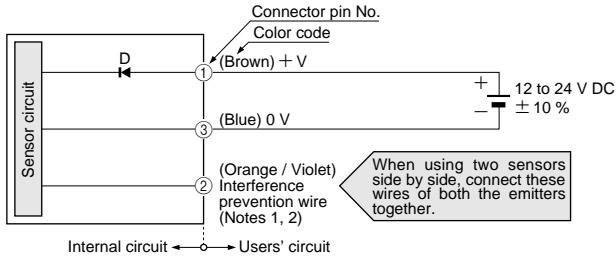 Connector pin No.
Color code
D
1 (Brown) + V
+
12 to 24 V DC
− ± 10 %
Sensor circuit
3 (Blue) 0 V
2 (Orange / Violet)
Interference
prevention wire
(Notes 1, 2)
When using two sensors
side by side, connect these
wires of both the emitters
together.
Internal circuit Users' circuit